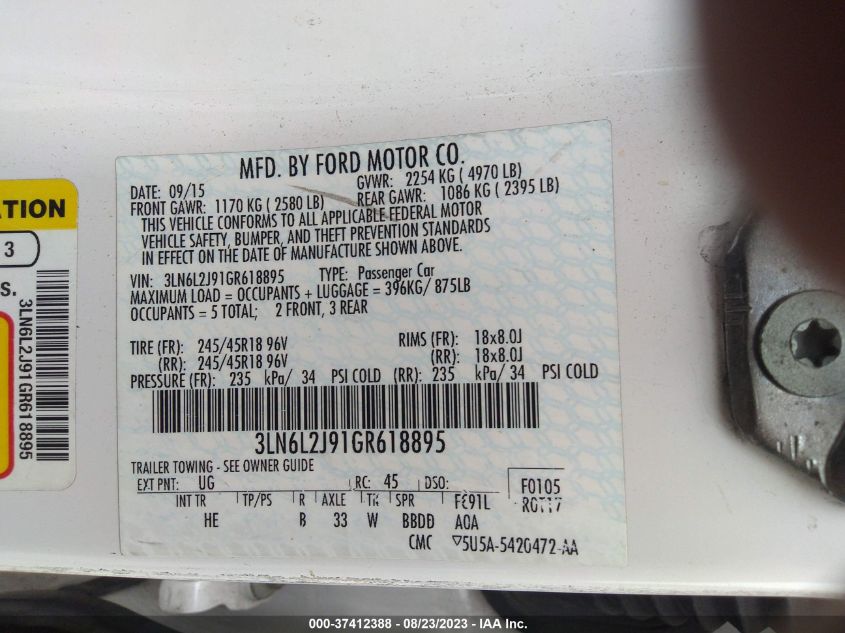 MFD. BY FORD MOTOR CO.
DATE: 09/15 GVWR: 2254 KG ( 4970 LB)
FRONT GAWR: 1170 KG ( 2580 LB) REAR GAWR: 1086 KG ( 2395 LB)
THIS VEHICLE CONFORMS TO ALL APPLICABLE FEDERAL MOTOR
VEHICLE SAFETY, BUMPER, AND THEFT PREVENTION STANDARDS
IN EFFECT ON THE DATE OF MANUFACTURE SHOWN ABOVE.
VIN: 3LN6L2J91GR618895 TYPE: Passenger Car
MAXIMUM LOAD = OCCUPANTS + LUGGAGE = 396KG/ 875LB
OCCUPANTS = 5 TOTAL; 2 FRONT, 3 REAR
TIRE (FR): 245/45R18 96V RIMS (FR): 18x8.0J
(RR): 245/45R18 96V (RR): 18x8.0J
PRESSURE (FR): 235 kPa/ 34 PSI COLD (RR): 235 kPa/ 34 PSI COLD
3LN6L2J91GR618895
TRAILER TOWING - SEE OWNER GUIDE
EXT PNT: UG RC: 45 DSO: F0105
INT TR TP/PS R AXLE TR SPR
HE B 33 W BBDD AOA
CMC ▽5U5A-5420472-AA
ATION
3
S.
3LN6L2J91GR618895
000-37412388 - 08/23/2023 - IAA Inc.